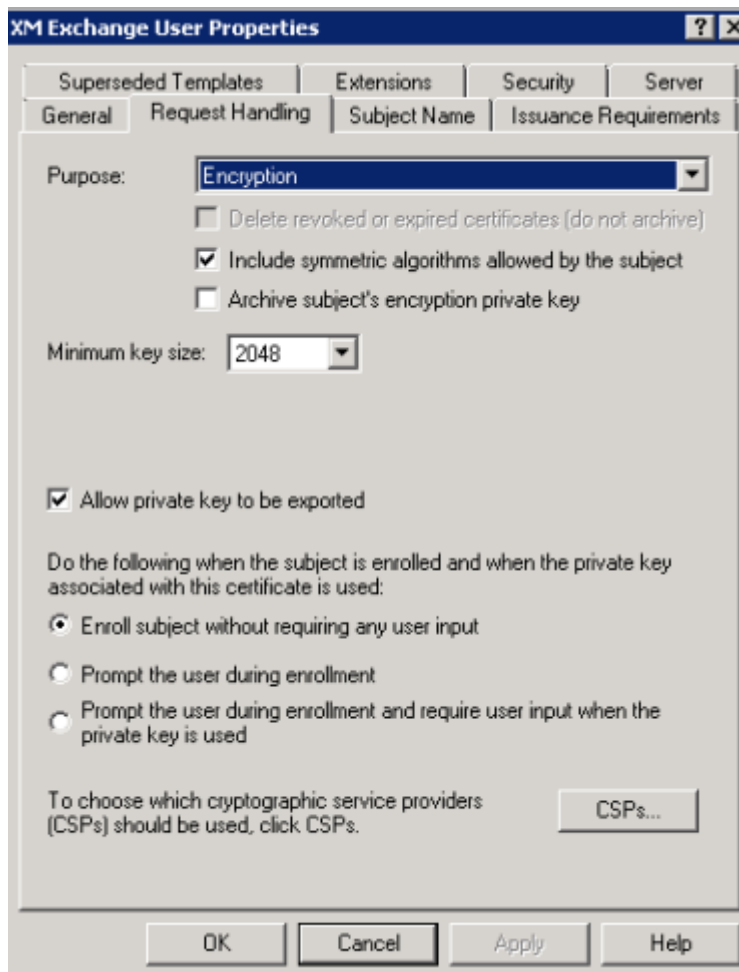 XM Exchange User Properties
Superseded Templates Extensions Security Server
General Request Handling Subject Name Issuance Requirements
Purpose: Encryption
Delete revoked or expired certificates (do not archive)
Include symmetric algorithms allowed by the subject
Archive subject's encryption private key
Minimum key size: 2048
Allow private key to be exported
Do the following when the subject is enrolled and when the private key
associated with this certificate is used:
Enroll subject without requiring any user input
Prompt the user during enrollment
Prompt the user during enrollment and require user input when the
private key is used
To choose which cryptographic service providers
(CSPs) should be used, click CSPs.
CSPs...
OK Cancel Apply Help